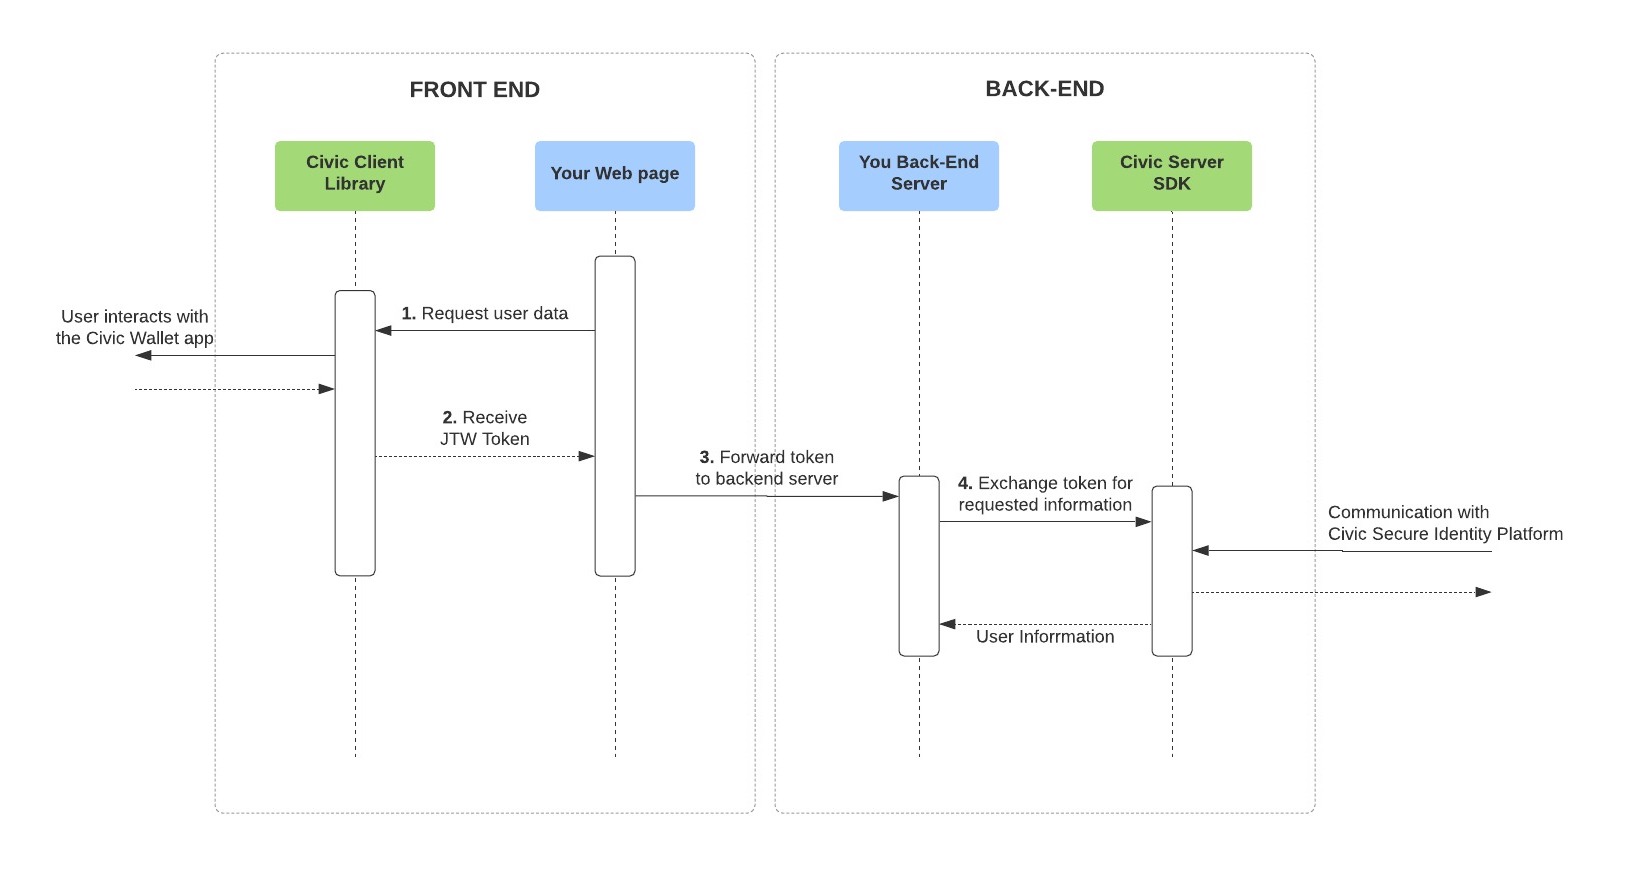 FRONT END
BACK-END
Civic Client
Library
Your Web page
You Back-End
Server
Civic Server
SDK
User interacts with
the Civic Wallet app
1. Request user data
2. Receive
JTW Token
3. Forward token
to backend server
4. Exchange token for
requested information
Communication with
Civic Secure Identity Platform
User Inforrmation